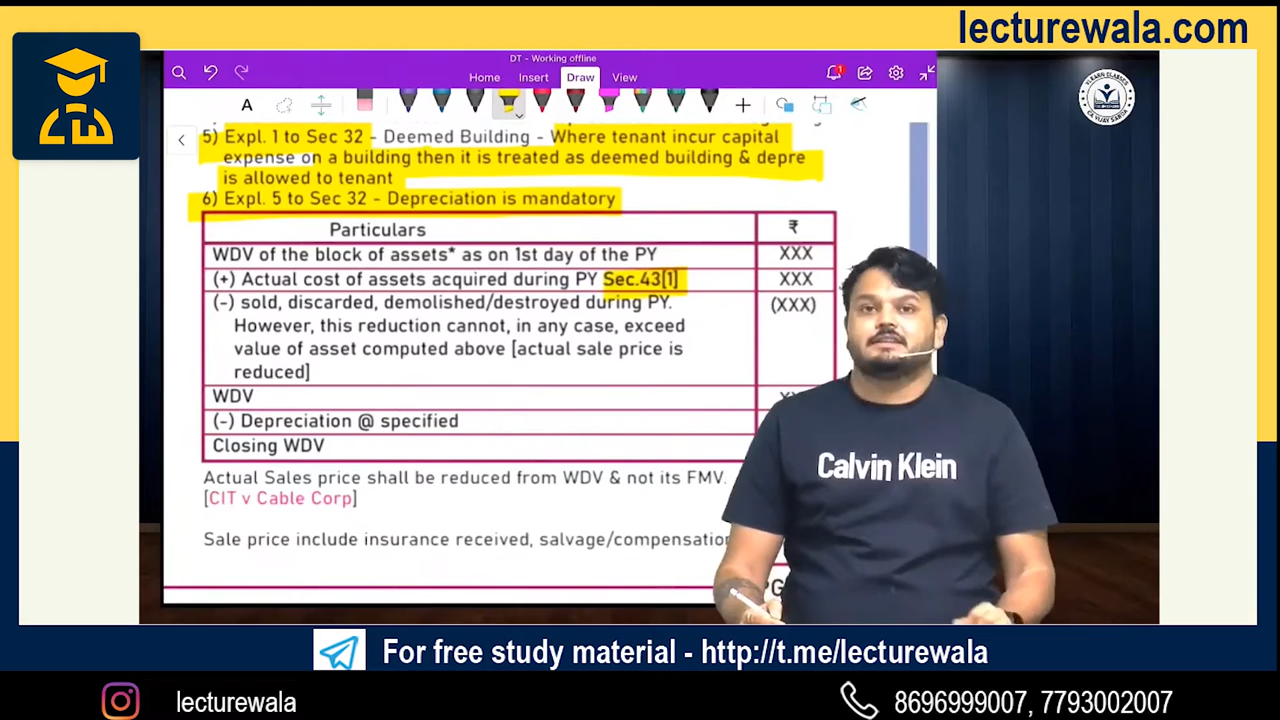 lecturewala.com
DT - Working offline
Home Insert Draw View
5) Expl. 1 to Sec 32 - Deemed Building - Where tenant incur capital
expense on a building then it is treated as deemed building & depre
is allowed to tenant
6) Expl. 5 to Sec 32 - Depreciation is mandatory
Particulars ₹
WDV of the block of assets* as on 1st day of the PY XXX
(+) Actual cost of assets acquired during PY Sec.43[1] XXX
(-) sold, discarded, demolished/destroyed during PY. (XXX)
However, this reduction cannot, in any case, exceed
value of asset computed above [actual sale price is
reduced]
WDV
(-) Depreciation @ specified
Closing WDV
Actual Sales price shall be reduced from WDV & not its FMV.
[CIT v Cable Corp]
Sale price include insurance received, salvage/compensation
Calvin Klein
For free study material - http://t.me/lecturewala
lecturewala
8696999007, 7793002007